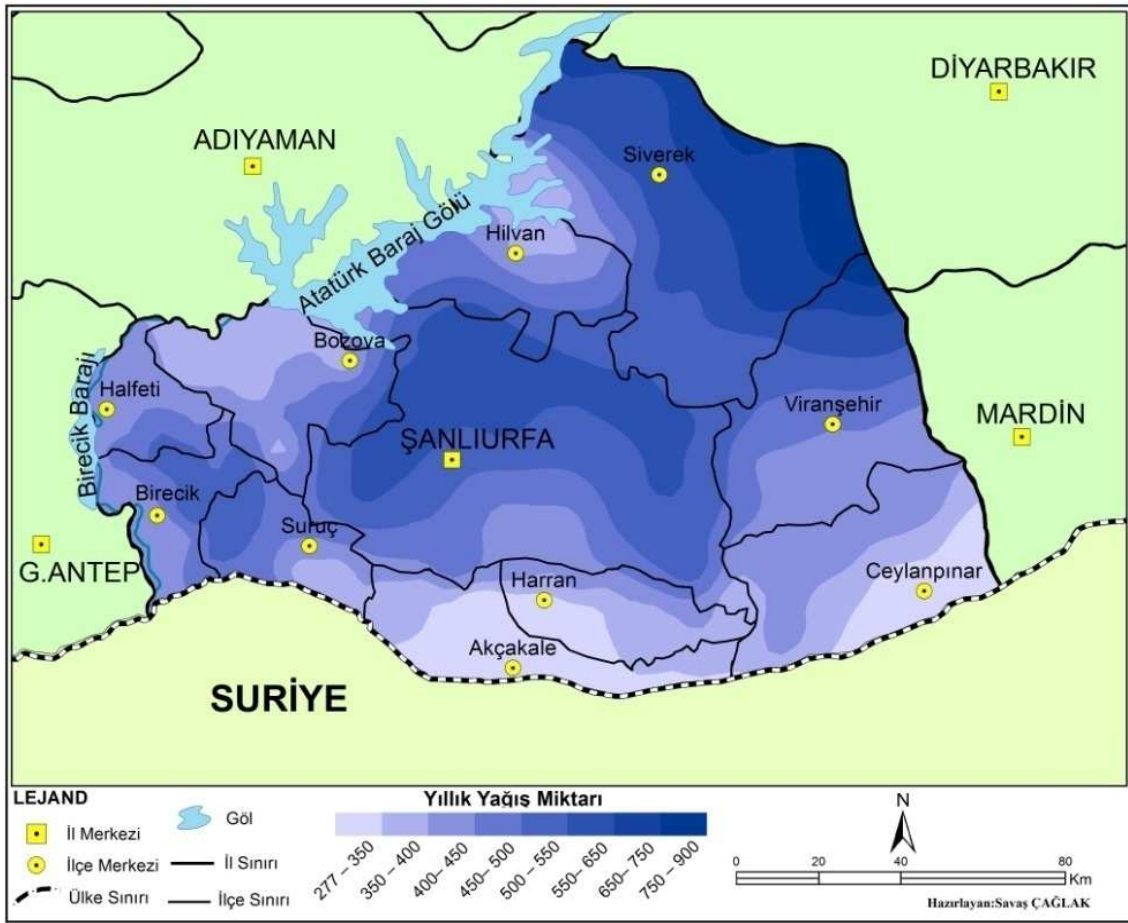 DİYARBAKIR
ADIYAMAN
Siverek
Atatürk Baraj Gölü
Hilvan
Bozova
Birecik Barajı
Halfeti
Viranşehir
MARDİN
ŞANLIURFA
Birecik
Suruç
G.ANTEP
Harran
Ceylanpınar
Akçakale
SURİYE
LEJAND
İl Merkezi
İlçe Merkezi
Ülke Sınırı
Göl
İl Sınırı
İlçe Sınırı
Yıllık Yağış Miktarı
277 – 350
350 – 400
400– 450
450– 500
500 – 550
550– 650
650– 750
750 – 900
N
0 20 40 80
Km
Hazırlayan:Savaş ÇAĞLAK